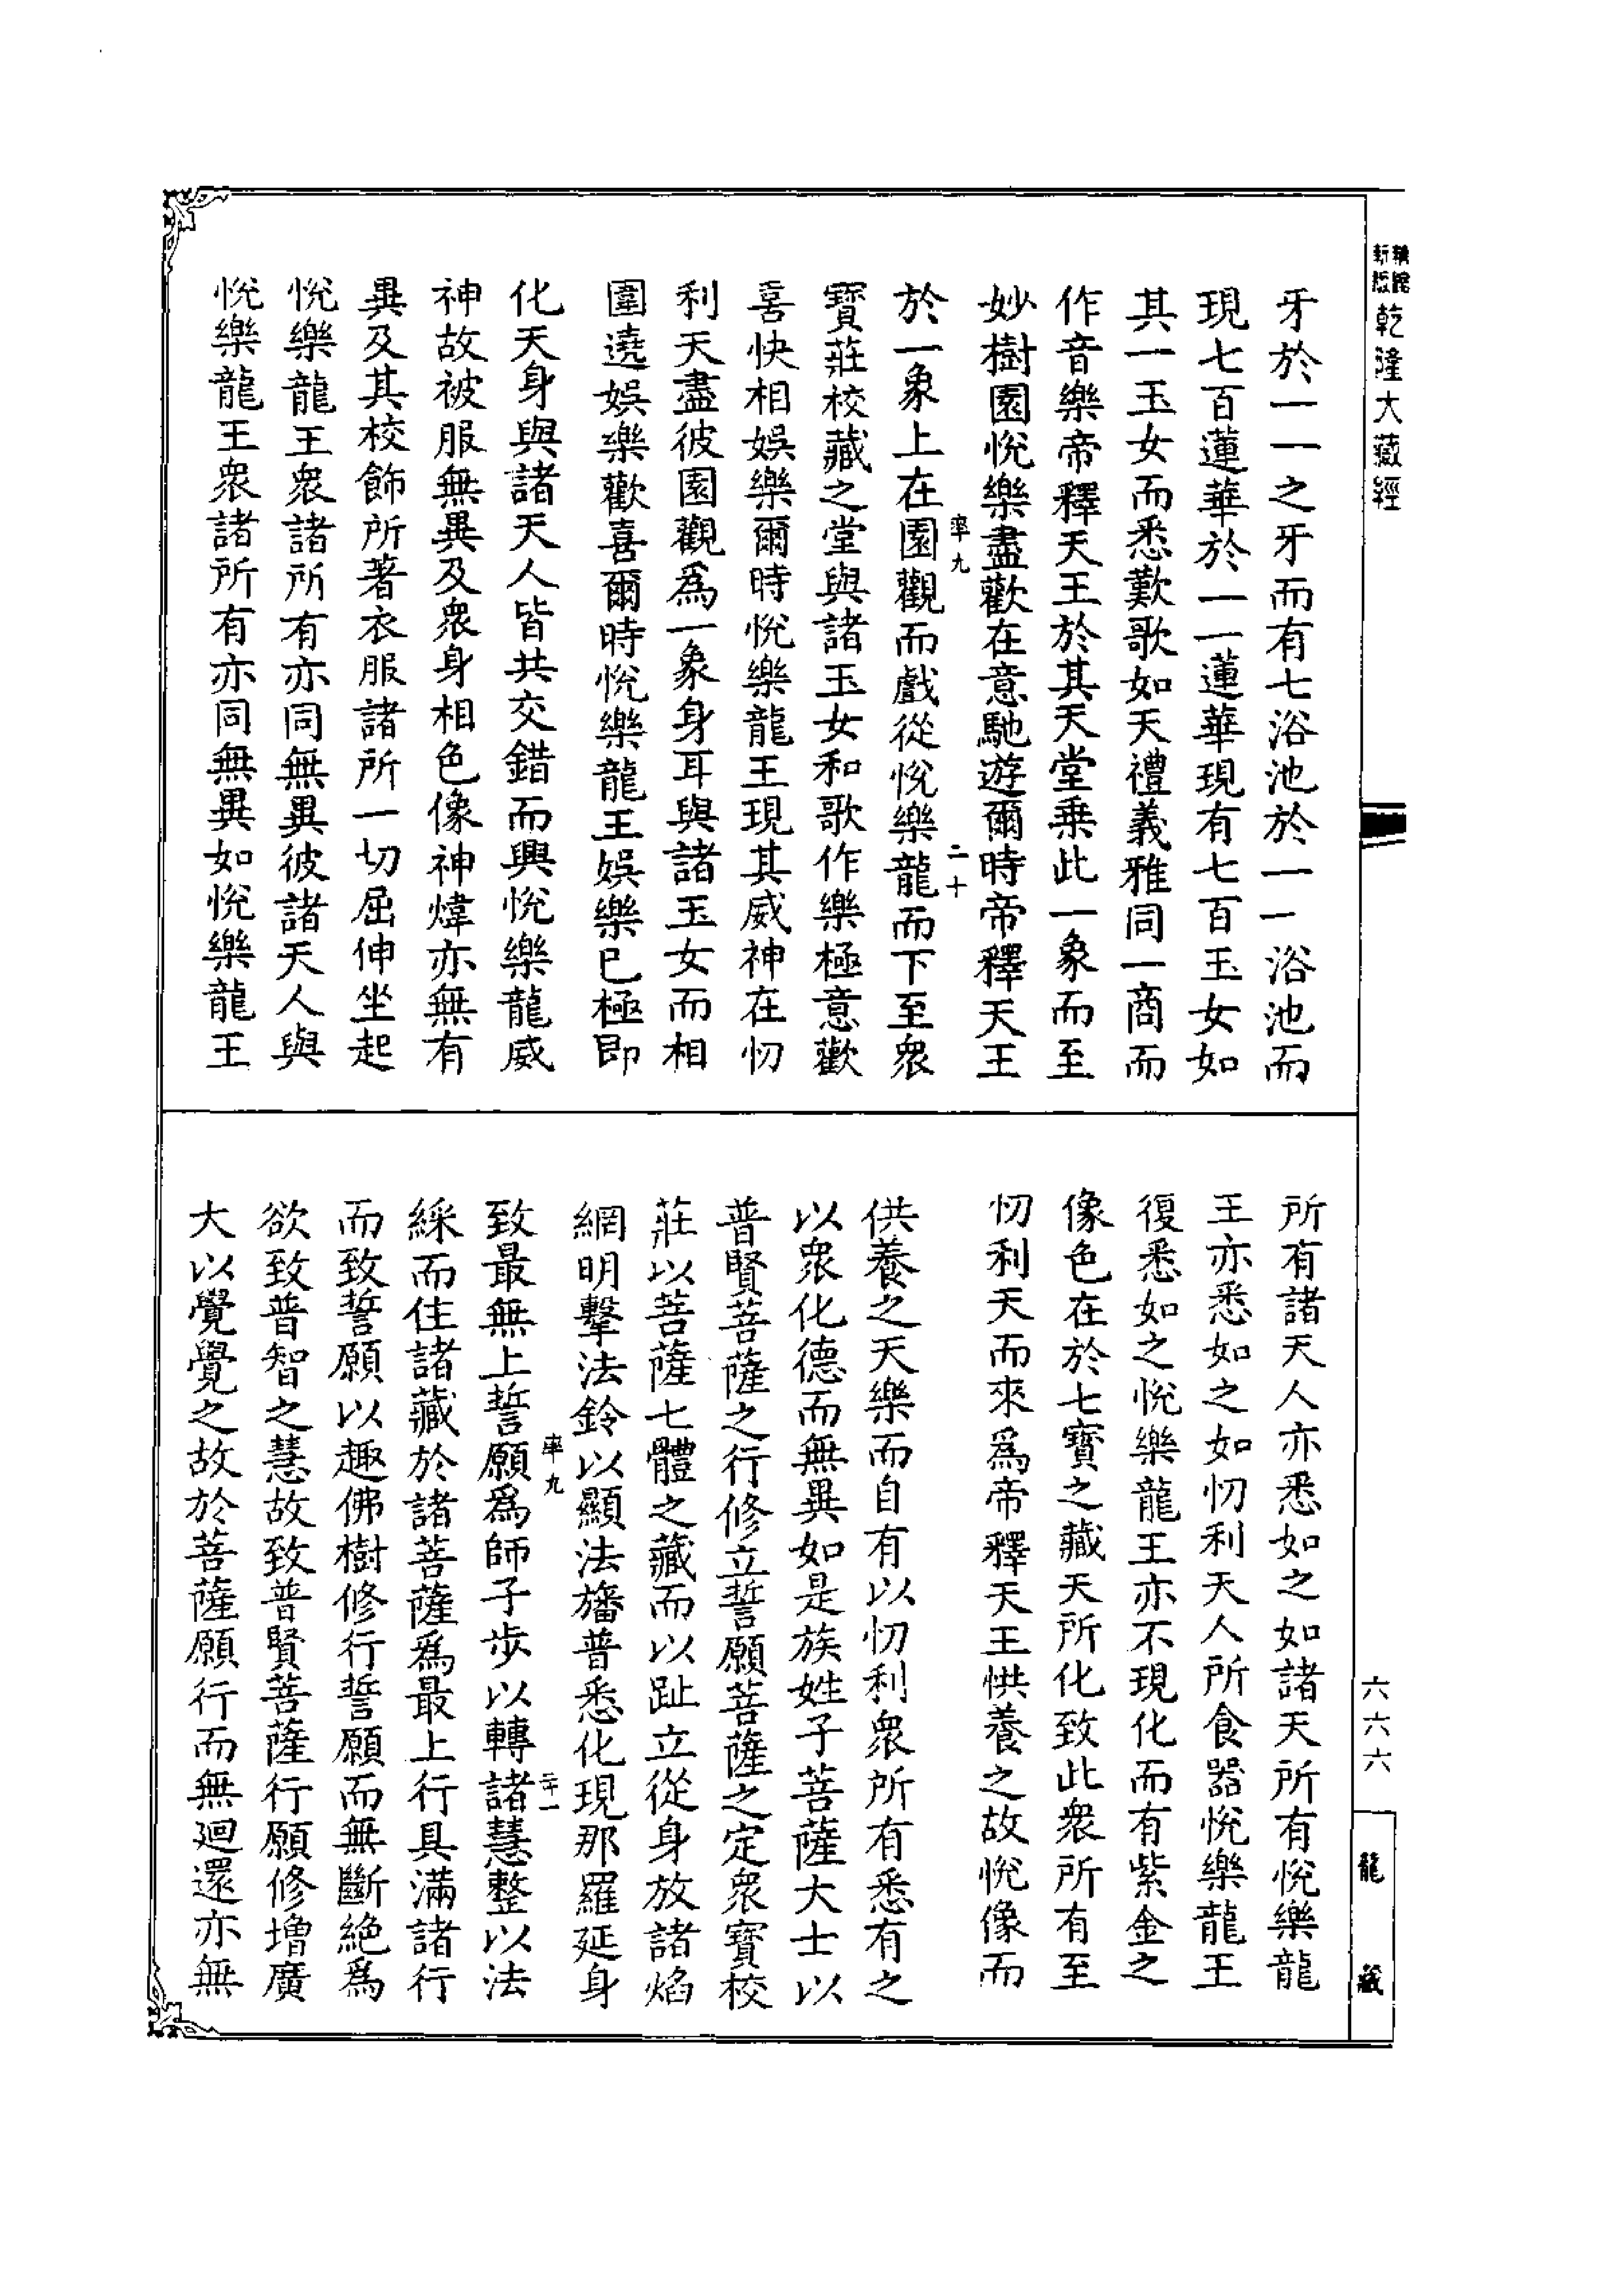 精縮
新版
乾隆大藏經
牙於一一之牙而有七浴池於一一浴池而
現七百蓮華於一一蓮華現有七百玉女如
其一玉女而悉歎歌如天禮義雅同一商而
作音樂帝釋天王於其天堂乗此一象而至
妙樹園悅樂盡歡在意馳遊爾時帝釋天王
率九
二十
於一象上在園觀而戲從悅樂龍而下至衆
寶莊校藏之堂與諸玉女和歌作樂極意歡
喜快相娛樂爾時悅樂龍王現其威神在忉
利天盡彼園觀爲一象身耳與諸玉女而相
圍遶娛樂歡喜爾時悅樂龍王娛樂已極即
化天身與諸天人皆共交錯而興悅樂龍威
神故被服無異及衆身相色像神煒亦無有
異及其校飾所著衣服諸所一切屈伸坐起
悅樂龍王衆諸所有亦同無異彼諸天人與
悅樂龍王衆諸所有亦同無異如悅樂龍王
所有諸天人亦悉如之如諸天所有悅樂龍
王亦悉如之如忉利天人所食器悅樂龍王
復悉如之悅樂龍王亦不現化而有紫金之
像色在於七寶之藏天所化致此衆所有至
忉利天而來爲帝釋天王供養之故悅像而
供養之天樂而自有以忉利衆所有悉有之
以衆化德而無異如是族姓子菩薩大士以
普賢菩薩之行修立誓願菩薩之定衆寶校
莊以菩薩七體之藏而以趾立從身放諸焰
網明擊法鈴以顯法旛普悉化現那羅延身
率九
二十一
致最無上誓願爲師子步以轉諸慧整以法
綵而住諸藏於諸菩薩爲最上行具滿諸行
而致誓願以趣佛樹修行誓願而無斷絕爲
欲致普智之慧故致普賢菩薩行願修增廣
大以覺覺之故於菩薩願行而無迴還亦無
六六六
龍藏